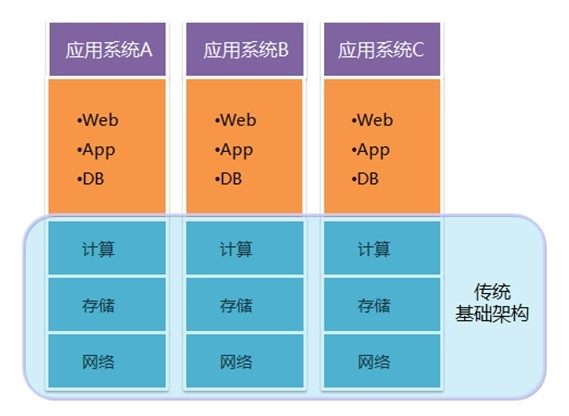 应用系统A
应用系统B
应用系统C
•Web
•App
•DB
•Web
•App
•DB
•Web
•App
•DB
计算
计算
计算
存储
存储
存储
网络
网络
网络
传统
基础架构